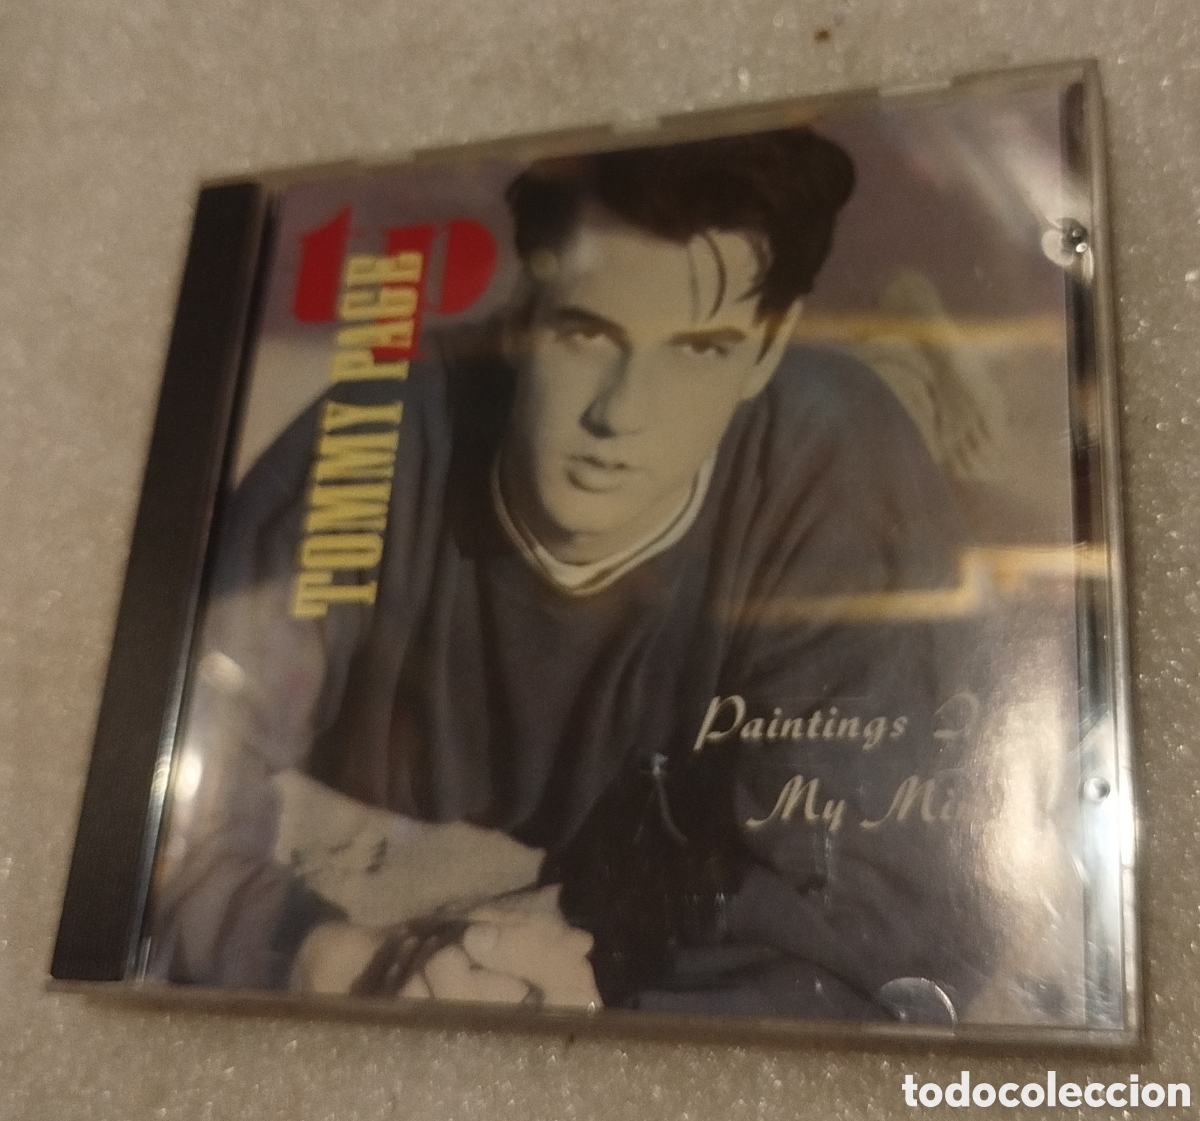 tp
TOMMY PAGE
Paintings
My
todocoleccion